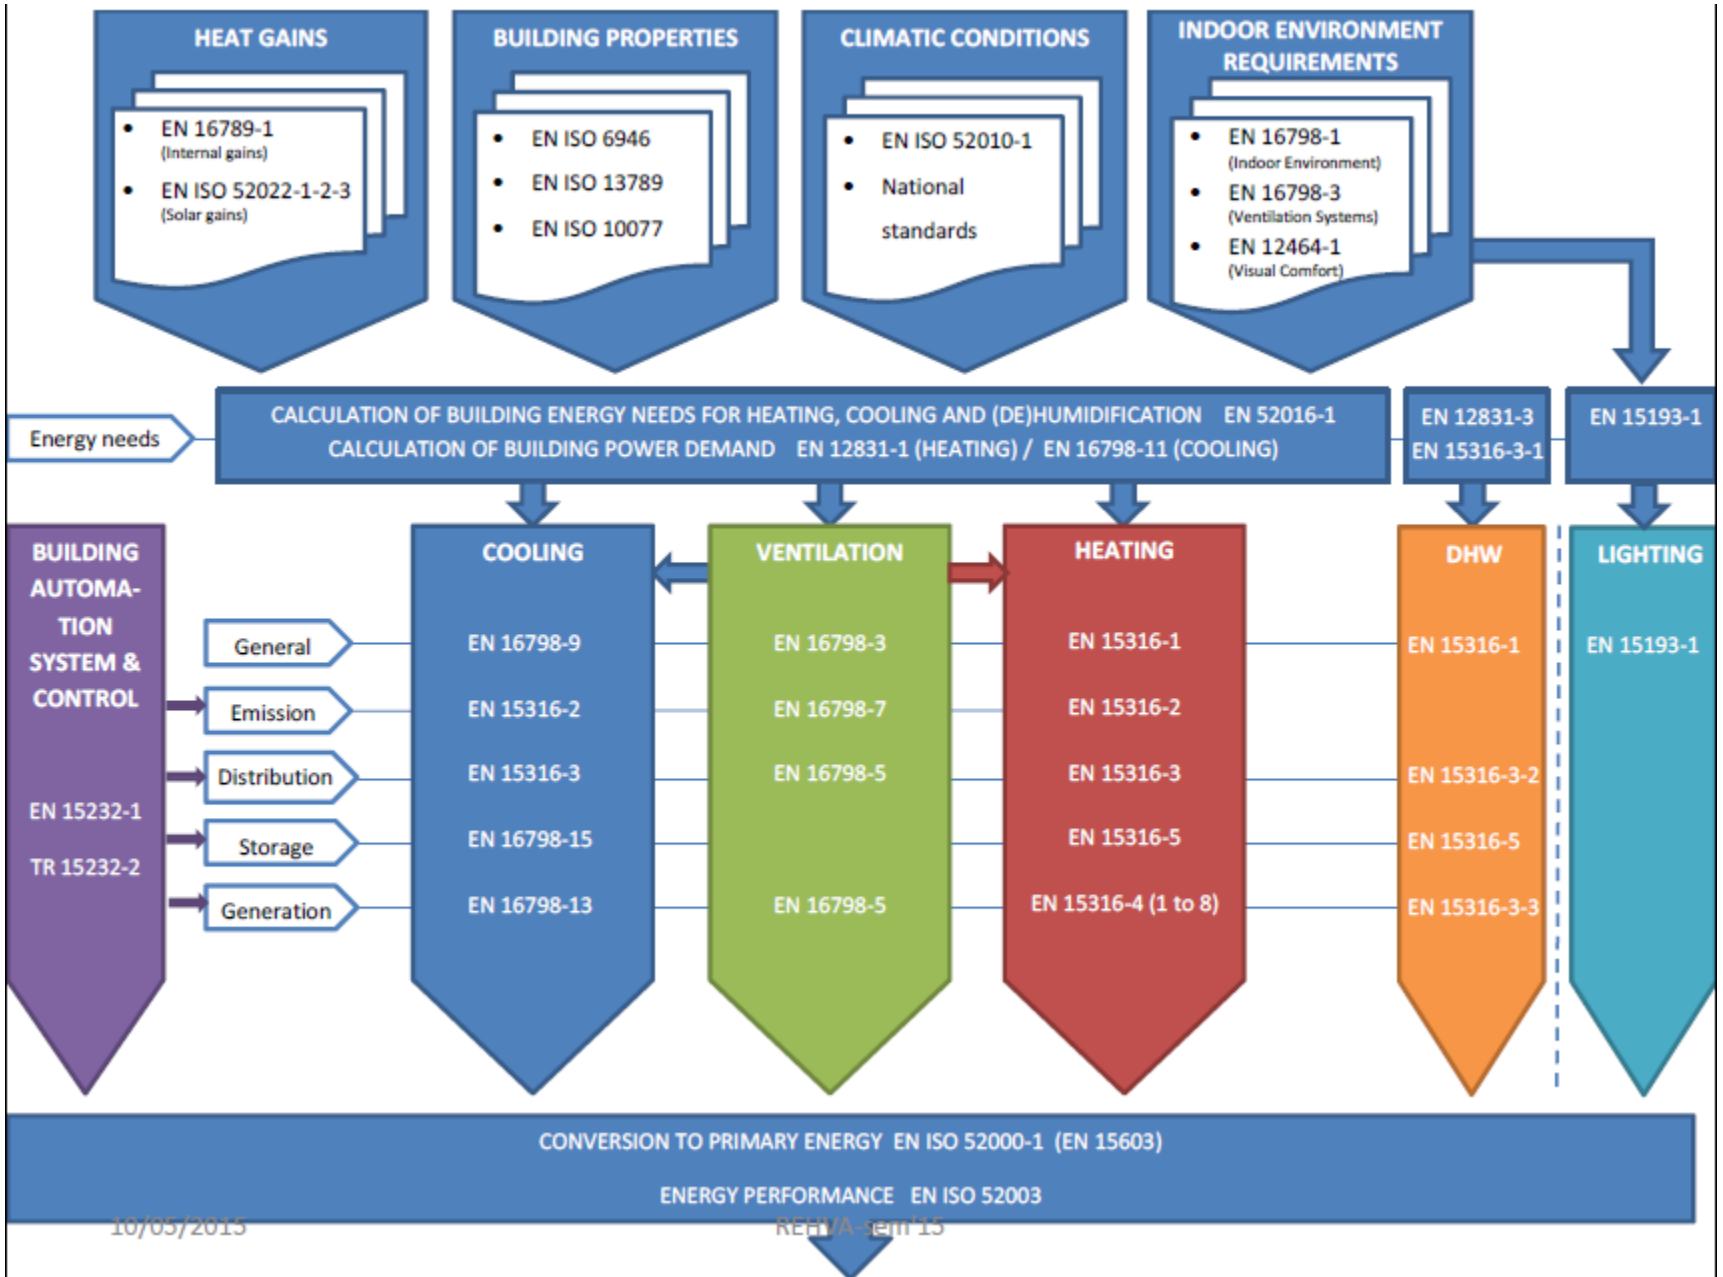 HEAT GAINS
EN 16789-1
(Internal gains)
EN ISO 52022-1-2-3
(Solar gains)
BUILDING PROPERTIES
EN ISO 6946
EN ISO 13789
EN ISO 10077
CLIMATIC CONDITIONS
EN ISO 52010-1
National
standards
INDOOR ENVIRONMENT
REQUIREMENTS
EN 16798-1
(Indoor Environment)
EN 16798-3
(Ventilation Systems)
EN 12464-1
(Visual Comfort)
Energy needs
CALCULATION OF BUILDING ENERGY NEEDS FOR HEATING, COOLING AND (DE)HUMIDIFICATION EN 52016-1
CALCULATION OF BUILDING POWER DEMAND EN 12831-1 (HEATING) / EN 16798-11 (COOLING)
EN 12831-3
EN 15316-3-1
EN 15193-1
BUILDING
AUTOMA-
TION
SYSTEM &
CONTROL
EN 15232-1
TR 15232-2
General
Emission
Distribution
Storage
Generation
COOLING
EN 16798-9
EN 15316-2
EN 15316-3
EN 16798-15
EN 16798-13
VENTILATION
EN 16798-3
EN 16798-7
EN 16798-5
EN 16798-5
HEATING
EN 15316-1
EN 15316-2
EN 15316-3
EN 15316-5
EN 15316-4 (1 to 8)
DHW
EN 15316-1
EN 15316-3-2
EN 15316-5
EN 15316-3-3
LIGHTING
EN 15193-1
CONVERSION TO PRIMARY ENERGY EN ISO 52000-1 (EN 15603)
ENERGY PERFORMANCE EN ISO 52003
10/05/2015
REHVA-sem'15